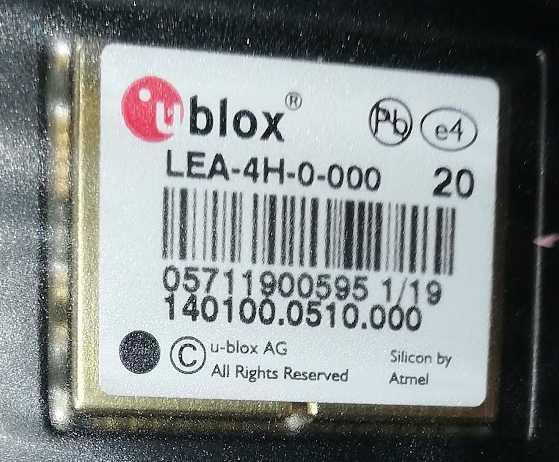 ublox®
Pb e4
LEA-4H-0-000 20
05711900595 1/19
140100.0510.000
© u-blox AG
All Rights Reserved
Silicon by
Atmel